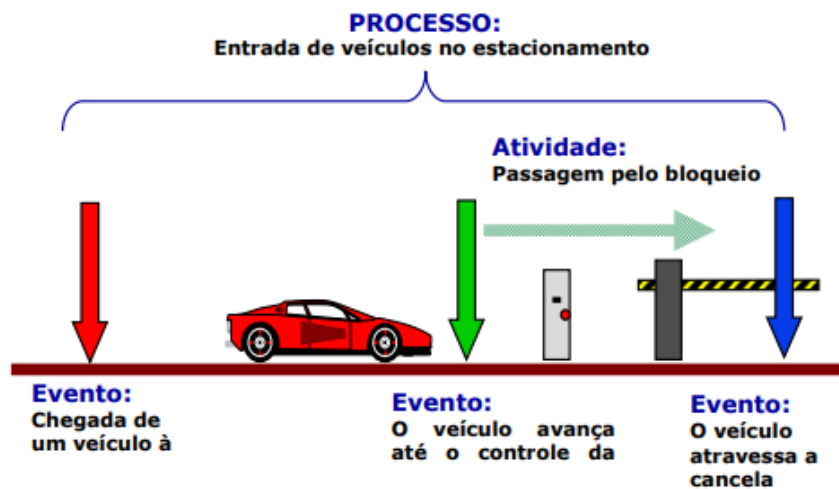 PROCESSO:
Entrada de veículos no estacionamento
Atividade:
Passagem pelo bloqueio
Evento:
Chegada de
um veículo à
Evento:
O veículo avança
até o controle da
Evento:
O veículo
atravessa a
cancela